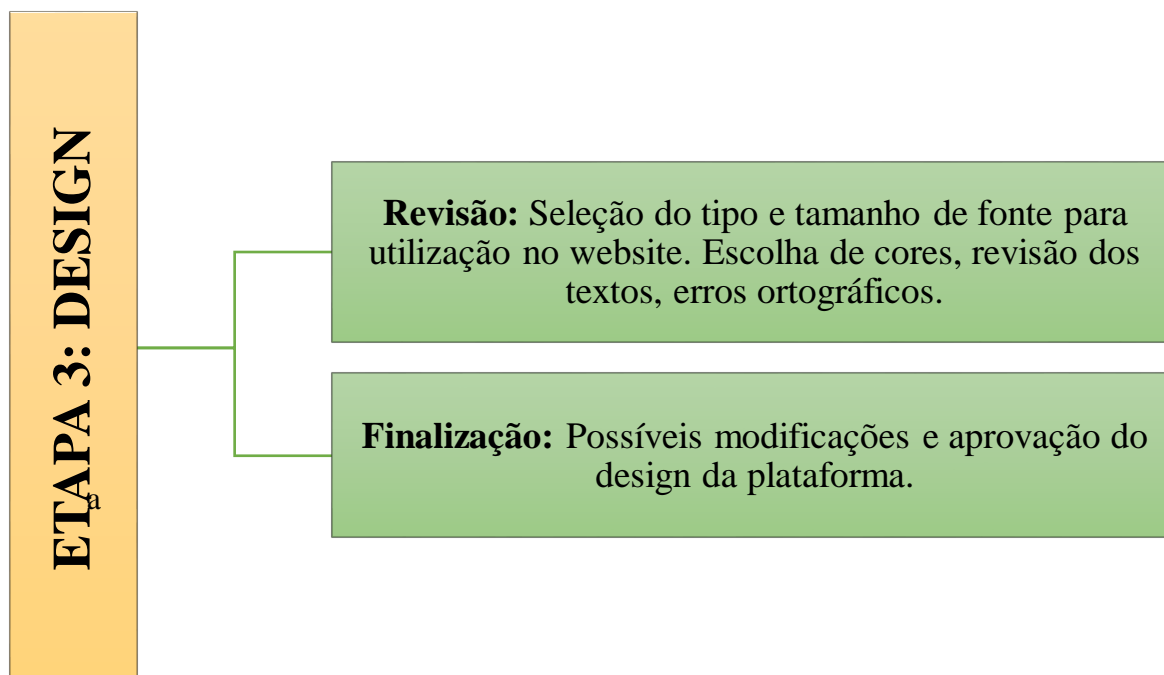 ETAPA 3: DESIGN
a
Revisão: Seleção do tipo e tamanho de fonte para
utilização no website. Escolha de cores, revisão dos
textos, erros ortográficos.
Finalização: Possíveis modificações e aprovação do
design da plataforma.